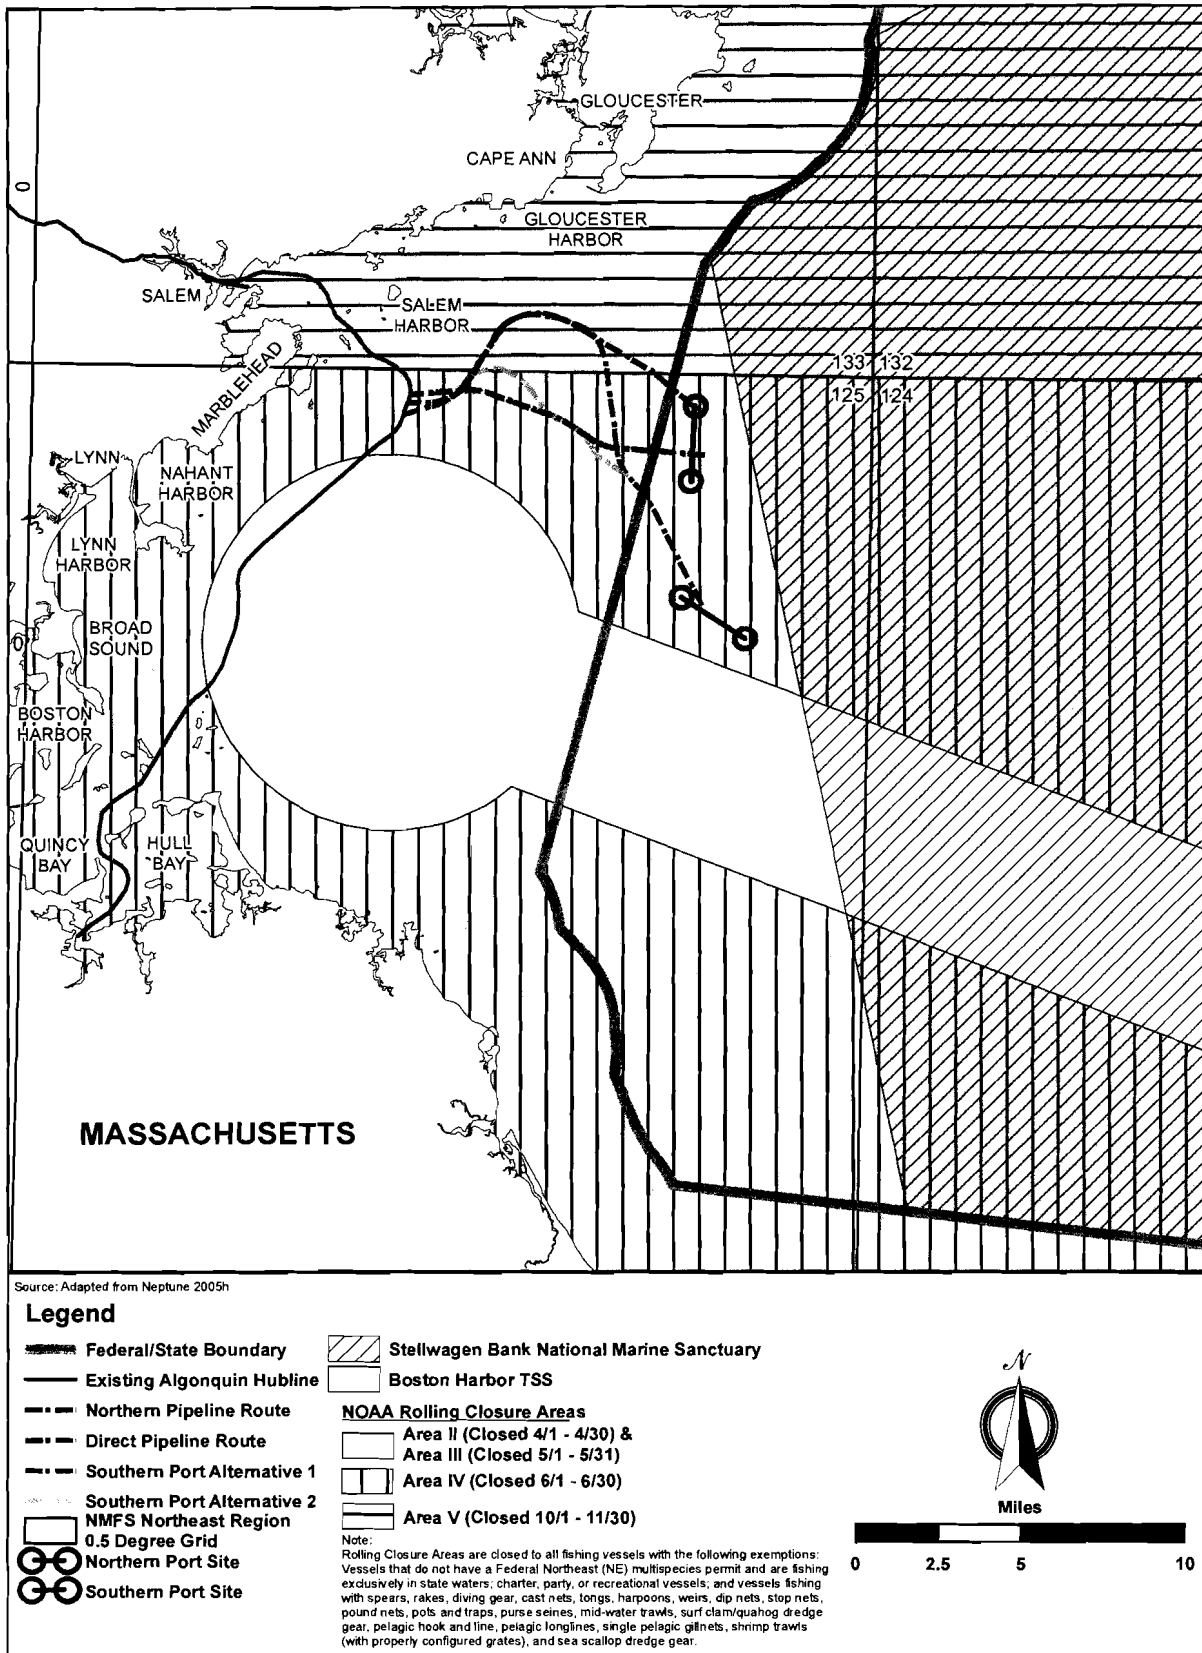 GLOUCESTER
CAPE ANN
0
GLOUCESTER
HARBOR
SALEM
SALEM
HARBOR
MARBLEHEAD
133 132
125 124
LYNN
NAHANT
HARBOR
LYNN
HARBOR
BROAD
SOUND
0
BOSTON
HARBOR
QUINCY
BAY
HULL
BAY
MASSACHUSETTS
Source: Adapted from Neptune 2005h
Legend
Federal/State Boundary
Existing Algonquin Hubline
Northern Pipeline Route
Direct Pipeline Route
Southern Port Alternative 1
Southern Port Alternative 2
NMFS Northeast Region
0.5 Degree Grid
Northern Port Site
Southern Port Site
Stellwagen Bank National Marine Sanctuary
Boston Harbor TSS
NOAA Rolling Closure Areas
Area II (Closed 4/1 - 4/30) &
Area III (Closed 5/1 - 5/31)
Area IV (Closed 6/1 - 6/30)
Area V (Closed 10/1 - 11/30)
Note:
Rolling Closure Areas are closed to all fishing vessels with the following exemptions:
Vessels that do not have a Federal Northeast (NE) multispecies permit and are fishing
exclusively in state waters; charter, party, or recreational vessels; and vessels fishing
with spears, rakes, diving gear, cast nets, tongs, harpoons, weirs, dip nets, stop nets,
pound nets, pots and traps, purse seines, mid-water trawls, surf clam/quahog dredge
gear, pelagic hook and line, pelagic longlines, single pelagic gillnets, shrimp trawls
(with properly configured grates), and sea scallop dredge gear.
N
Miles
0 2.5 5 10